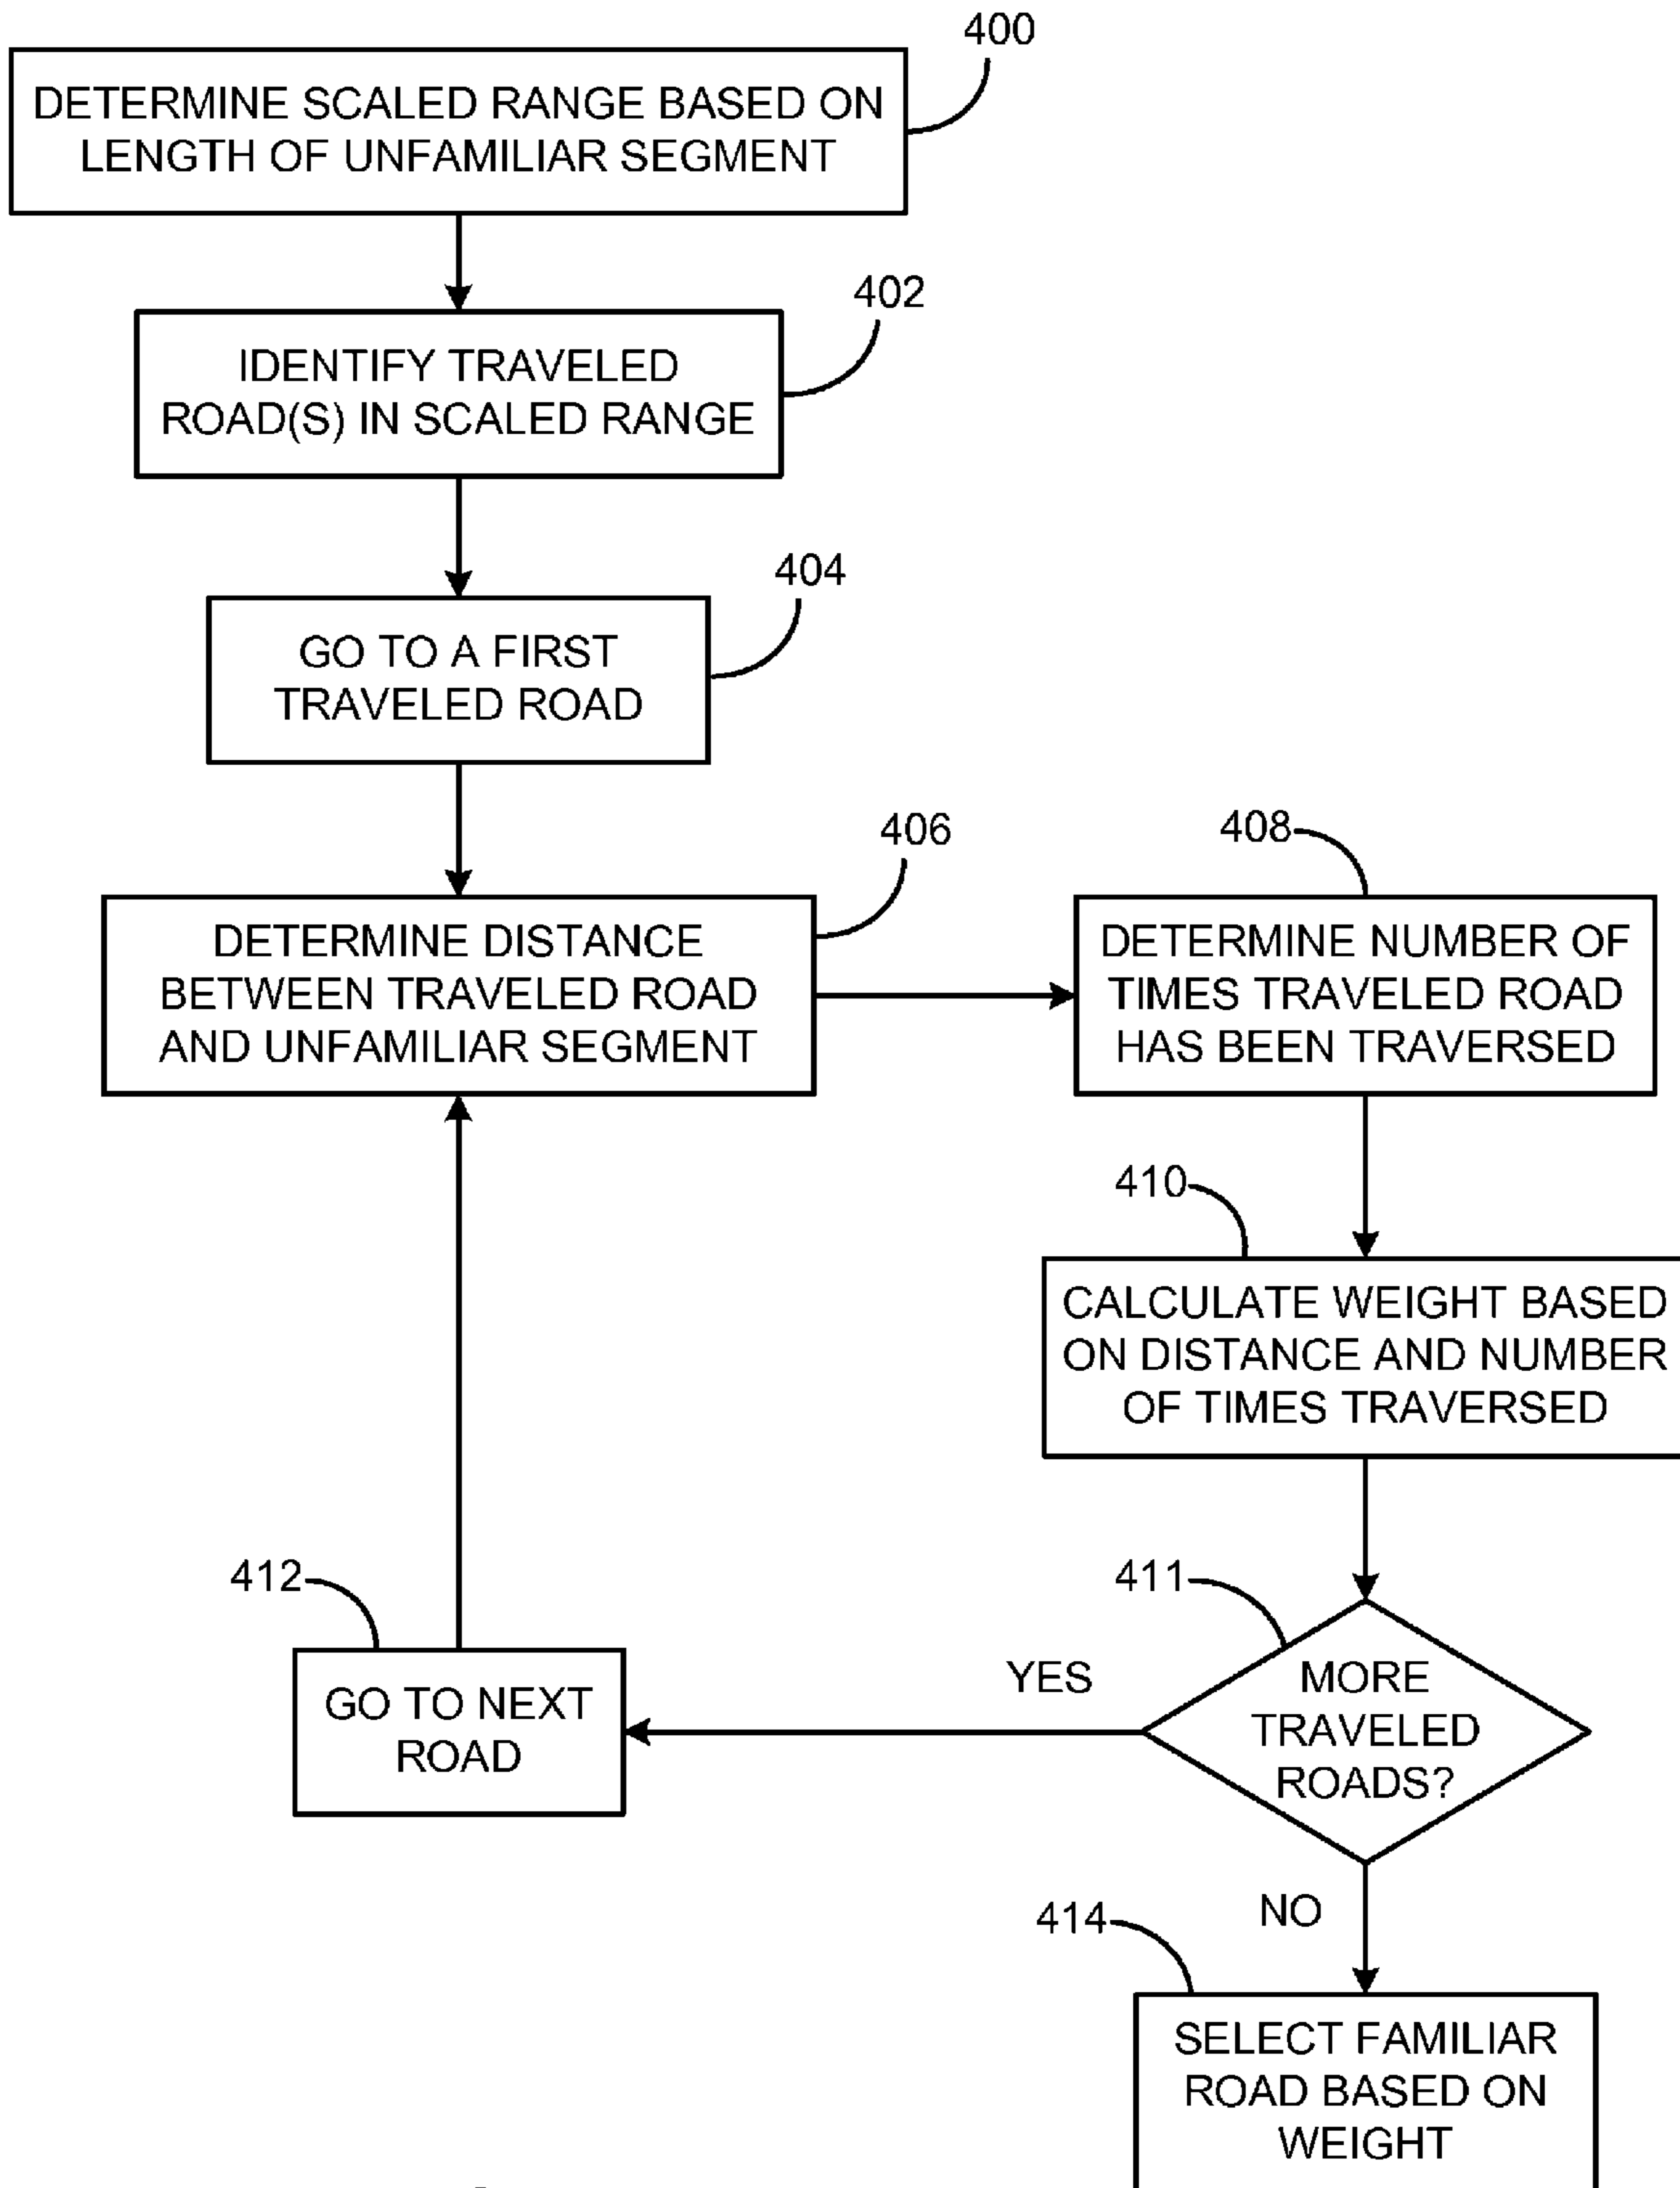 400
DETERMINE SCALED RANGE BASED ON
LENGTH OF UNFAMILIAR SEGMENT
402
IDENTIFY TRAVELED
ROAD(S) IN SCALED RANGE
404
GO TO A FIRST
TRAVELED ROAD
406
DETERMINE DISTANCE
BETWEEN TRAVELED ROAD
AND UNFAMILIAR SEGMENT
408
DETERMINE NUMBER OF
TIMES TRAVELED ROAD
HAS BEEN TRAVERSED
410
CALCULATE WEIGHT BASED
ON DISTANCE AND NUMBER
OF TIMES TRAVERSED
411
MORE
TRAVELED
ROADS?
YES
412
GO TO NEXT
ROAD
NO
414
SELECT FAMILIAR
ROAD BASED ON
WEIGHT